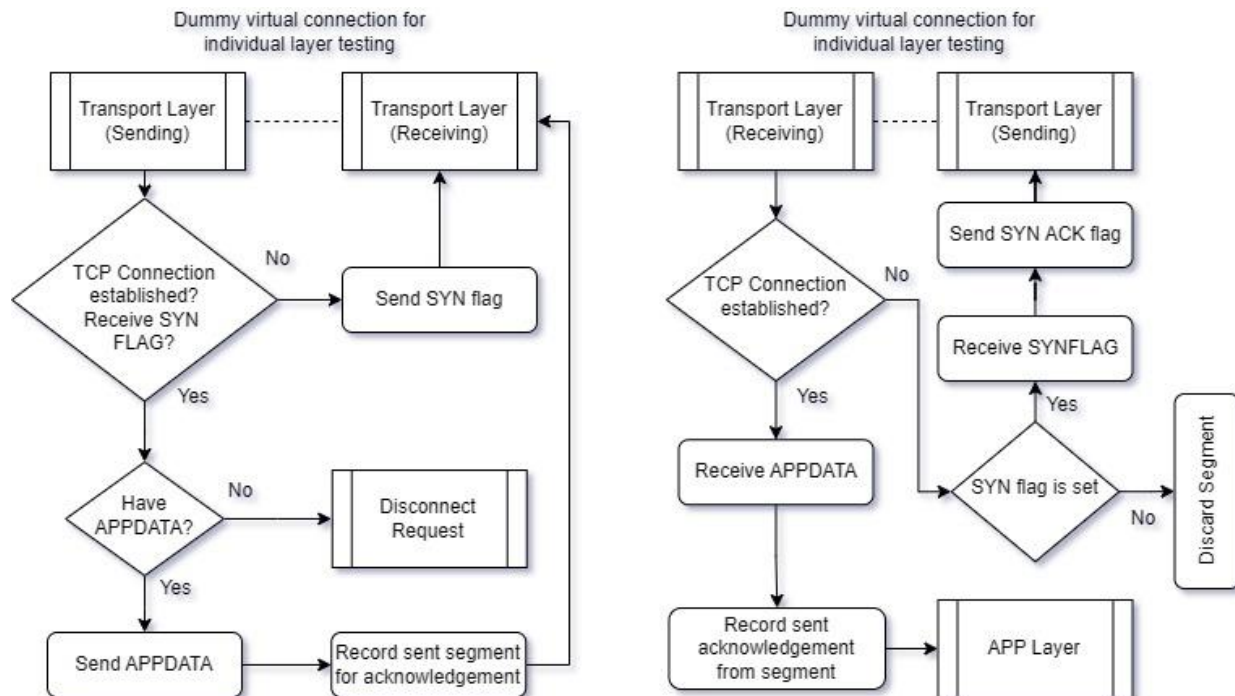 Dummy virtual connection for
individual layer testing
Transport Layer
(Sending)
Transport Layer
(Receiving)
TCP Connection
established?
Receive SYN
FLAG?
No
Send SYN flag
Yes
Have
APPDATA?
No
Disconnect
Request
Yes
Send APPDATA
Record sent segment
for acknowledgement
Dummy virtual connection for
individual layer testing
Transport Layer
(Receiving)
Transport Layer
(Sending)
Send SYN ACK flag
TCP Connection
established?
No
Receive SYNFLAG
Yes
Yes
Receive APPDATA
SYN flag is set
No
Discard Segment
Record sent
acknowledgement
from segment
APP Layer